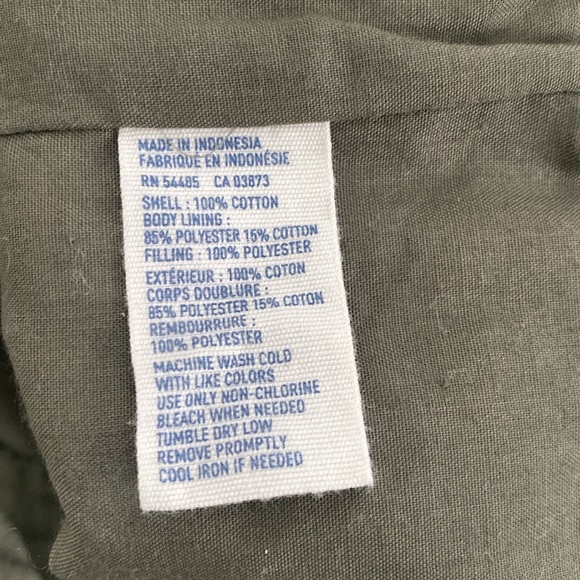 MADE IN INDONESIA
FABRIQUÉ EN INDONÉSIE
RN 54485 CA 03873
SHELL : 100% COTTON
BODY LINING :
85% POLYESTER 15% COTTON
FILLING : 100% POLYESTER
EXTÉRIEUR : 100% COTON
CORPS DOUBLURE :
85% POLYESTER 15% COTON
REMBOURRURE :
100% POLYESTER
MACHINE WASH COLD
WITH LIKE COLORS
USE ONLY NON-CHLORINE
BLEACH WHEN NEEDED
TUMBLE DRY LOW
REMOVE PROMPTLY
COOL IRON IF NEEDED